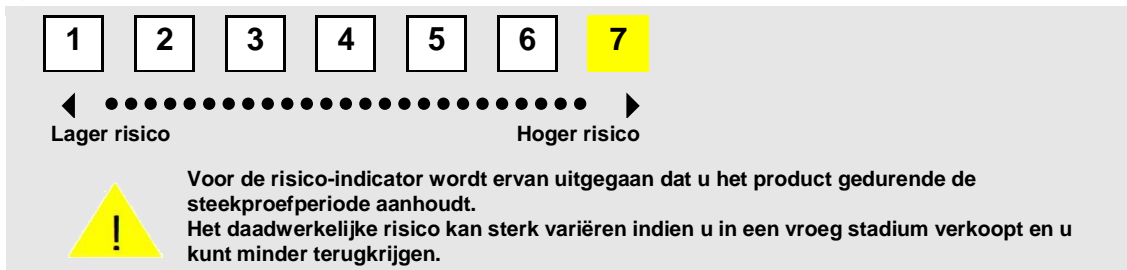 1 2 3 4 5 6 7
Lager risico Hoger risico
!
Voor de risico-indicator wordt ervan uitgegaan dat u het product gedurende de
steekproefperiode aanhoudt.
Het daadwerkelijke risico kan sterk variëren indien u in een vroeg stadium verkoopt en u
kunt minder terugkrijgen.